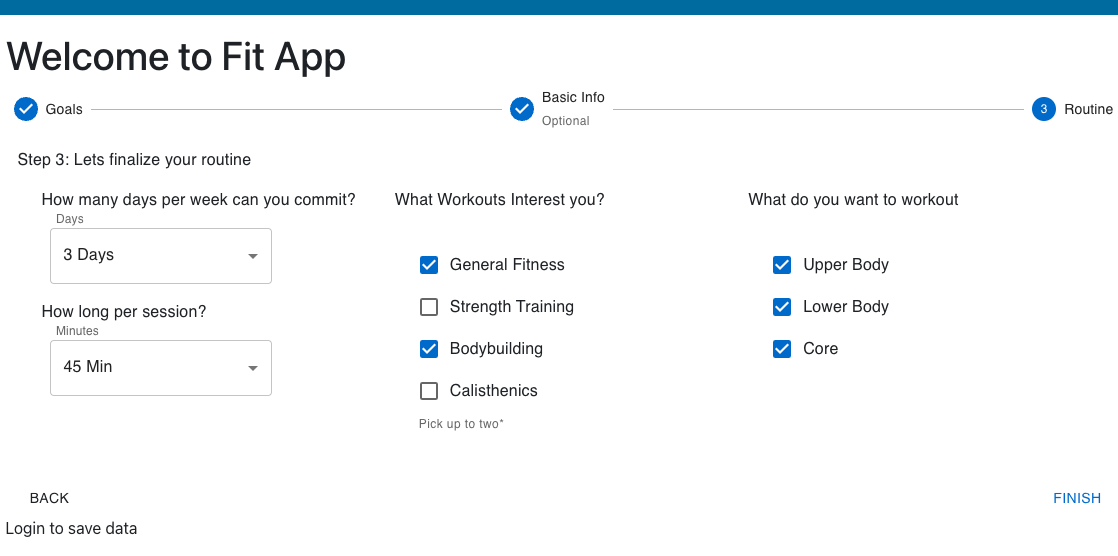 Welcome to Fit App
Goals
Basic Info
Optional
3
Routine
Step 3: Lets finalize your routine
How many days per week can you commit?
Days
3 Days
How long per session?
Minutes
45 Min
What Workouts Interest you?
General Fitness
Strength Training
Bodybuilding
Calisthenics
Pick up to two*
What do you want to workout
Upper Body
Lower Body
Core
BACK
FINISH
Login to save data